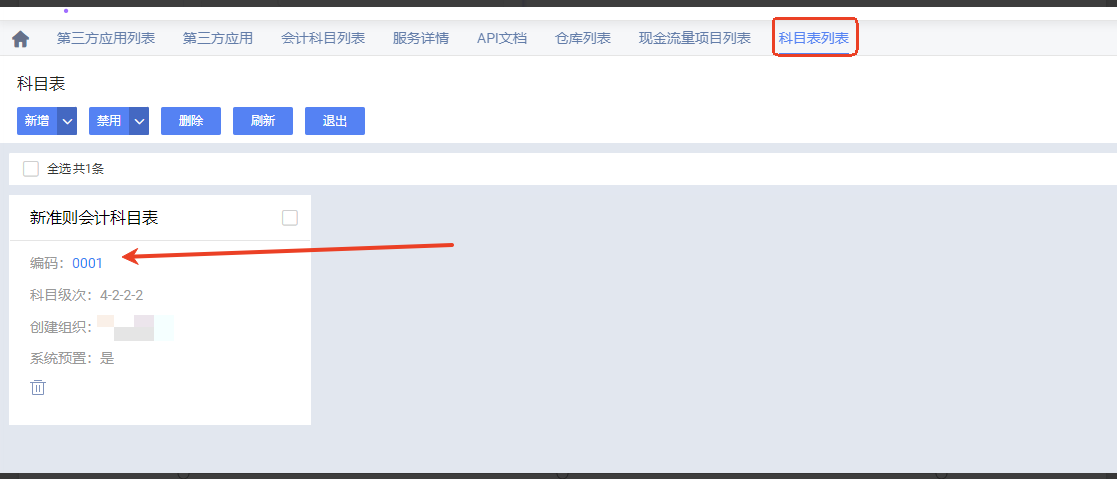 第三方应用列表 第三方应用 会计科目列表 服务详情 API文档 仓库列表 现金流量项目列表 科目表列表
科目表
新增 禁用 删除 刷新 退出
全选 共1条
新准则会计科目表
编码：0001
科目级次：4-2-2-2
创建组织：
系统预置：是